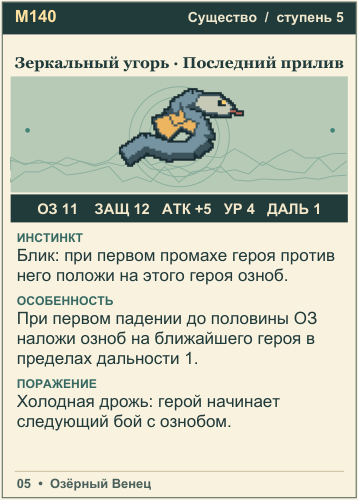 M140
Существо / ступень 5
Зеркальный угорь · Последний прилив
ОЗ 11 ЗАЩ 12 АТК +5 УР 4 ДАЛЬ 1
ИНСТИНКТ
Блик: при первом промахе героя против
него положи на этого героя озноб.
ОСОБЕННОСТЬ
При первом падении до половины ОЗ
наложи озноб на ближайшего героя в
пределах дальности 1.
ПОРАЖЕНИЕ
Холодная дрожь: герой начинает
следующий бой с ознобом.
05 • Озёрный Венец